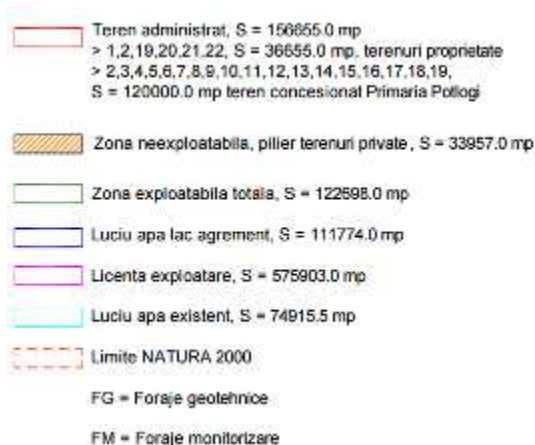 Teren administrat, S = 156655.0 mp
> 1,2,19,20,21,22, S = 36655.0 mp, terenuri proprietate
> 2,3,4,5,6,7,8,9,10,11,12,13,14,15,16,17,18,19,
S = 120000.0 mp teren concesionat Primaria Potlogi
Zona neexploatabila, pilier terenuri private, S = 33957.0 mp
Zona exploatabila totala, S = 122698.0 mp
Luciu apa lac agrement, S = 111774.0 mp
Licenta exploatare, S = 575903.0 mp
Luciu apa existent, S = 74915.5 mp
Limite NATURA 2000
FG = Foraje geotehnice
FM = Foraje monitorizare